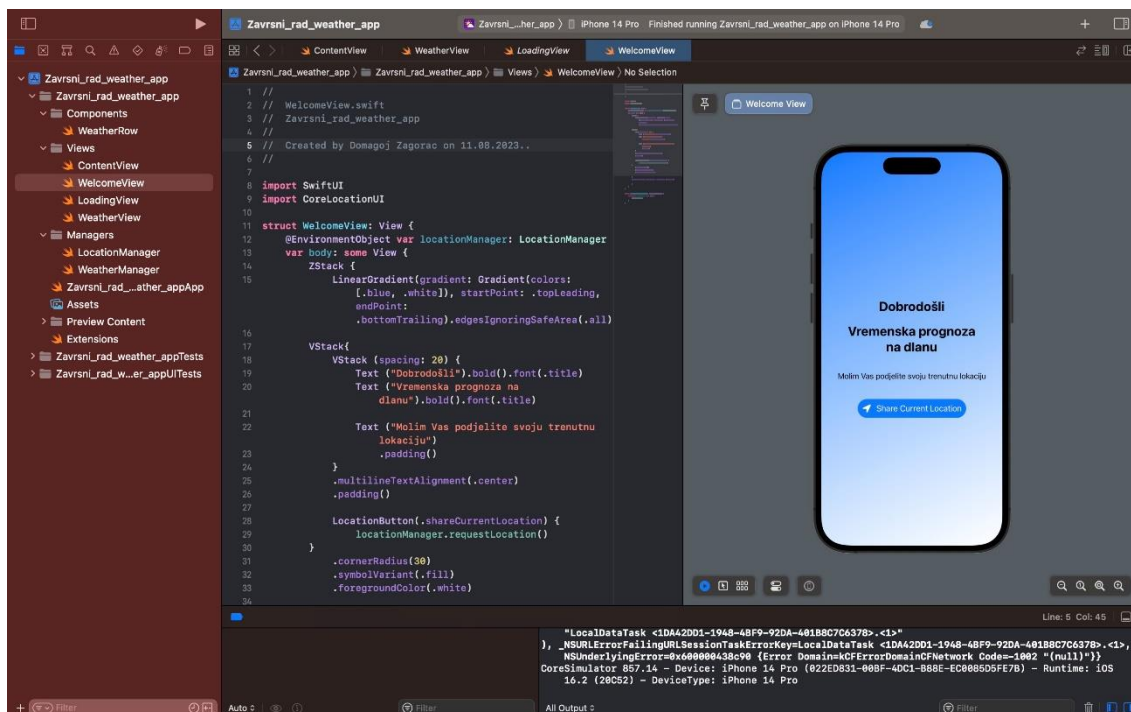 Zavrsni_rad_weather_app
Zavrsni_...her_app 〉 iPhone 14 Pro Finished running Zavrsni_rad_weather_app on iPhone 14 Pro
ContentView WeatherView LoadingView WelcomeView
Zavrsni_rad_weather_app 〉 Zavrsni_rad_weather_app 〉 Views 〉 WelcomeView 〉 No Selection
Zavrsni_rad_weather_app
Zavrsni_rad_weather_app
Components
WeatherRow
Views
ContentView
WelcomeView
LoadingView
WeatherView
Managers
LocationManager
WeatherManager
Zavrsni_rad_...ather_appApp
Assets
Preview Content
Extensions
Zavrsni_rad_weather_appTests
Zavrsni_rad_w...er_appUITests
Filter
1 //
2 // WelcomeView.swift
3 // Zavrsni_rad_weather_app
4 //
5 // Created by Domagoj Zagorac on 11.08.2023..
6 //
7
8 import SwiftUI
9 import CoreLocationUI
10
11 struct WelcomeView: View {
12 @EnvironmentObject var locationManager: LocationManager
13 var body: some View {
14 ZStack {
15 LinearGradient(gradient: Gradient(colors:
[.blue, .white]), startPoint: .topLeading,
endPoint:
.bottomTrailing).edgesIgnoringSafeArea(.all)
16
17 VStack{
18 VStack (spacing: 20) {
19 Text ("Dobrodošli").bold().font(.title)
20 Text ("Vremenska prognoza na
dlanu").bold().font(.title)
21
22 Text ("Molim Vas podjelite svoju trenutnu
lokaciju")
23 .padding()
24 }
25 .multilineTextAlignment(.center)
26 .padding()
27
28 LocationButton(.shareCurrentLocation) {
29 locationManager.requestLocation()
30 }
31 .cornerRadius(30)
32 .symbolVariant(.fill)
33 .foregroundColor(.white)
34
Welcome View
Dobrodošli
Vremenska prognoza
na dlanu
Molim Vas podjelite svoju trenutnu lokaciju
Share Current Location
Line: 5 Col: 45
"LocalDataTask <1DA42DD1-1948-4BF9-92DA-401B8C7C6378>.<1>"
), _NSURLErrorFailingURLSessionTaskErrorKey=LocalDataTask <1DA42DD1-1948-4BF9-92DA-401B8C7C6378>.<1>,
NSUnderlyingError=0x600000438c90 {Error Domain=kCFErrorDomainCFNetwork Code=-1002 "(null)"}}
CoreSimulator 857.14 - Device: iPhone 14 Pro (022ED831-008F-4DC1-B88E-EC0085D5FE7B) - Runtime: iOS
16.2 (20C52) - DeviceType: iPhone 14 Pro
Auto Filter All Output Filter